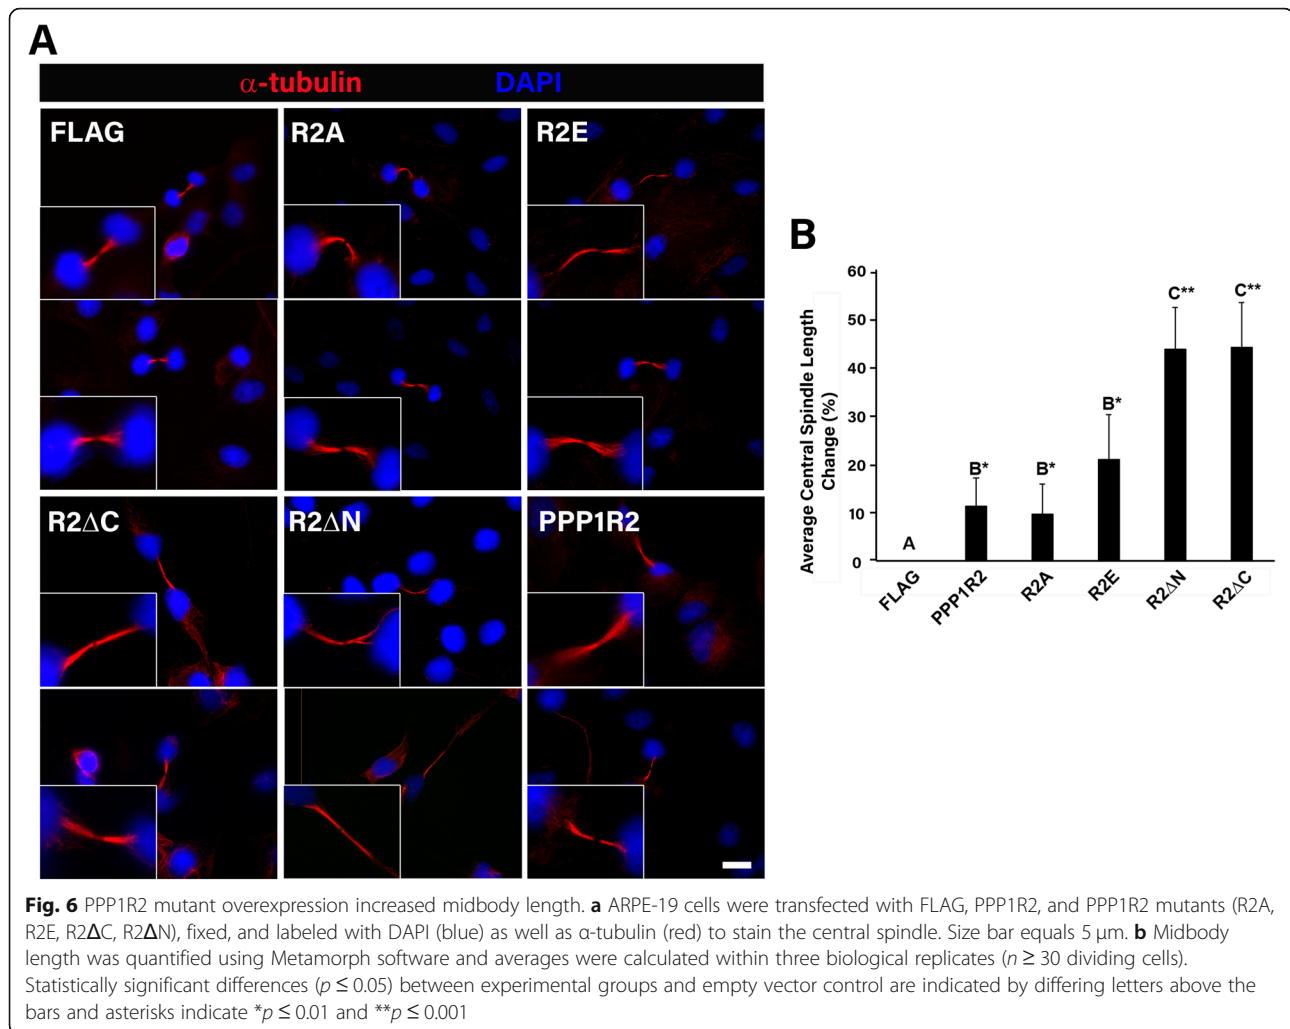 A
α-tubulin DAPI
FLAG R2A R2E
R2ΔC R2ΔN PPP1R2
B
Average Central Spindle Length
Change (%)
60
50
40
30
20
10
0
A
B*
B*
B*
C**
C**
FLAG
PPP1R2
R2A
R2E
R2ΔN
R2ΔC
Fig. 6 PPP1R2 mutant overexpression increased midbody length. a ARPE-19 cells were transfected with FLAG, PPP1R2, and PPP1R2 mutants (R2A,
R2E, R2ΔC, R2ΔN), fixed, and labeled with DAPI (blue) as well as α-tubulin (red) to stain the central spindle. Size bar equals 5 μm. b Midbody
length was quantified using Metamorph software and averages were calculated within three biological replicates (n ≥ 30 dividing cells).
Statistically significant differences (p ≤ 0.05) between experimental groups and empty vector control are indicated by differing letters above the
bars and asterisks indicate *p ≤ 0.01 and **p ≤ 0.001